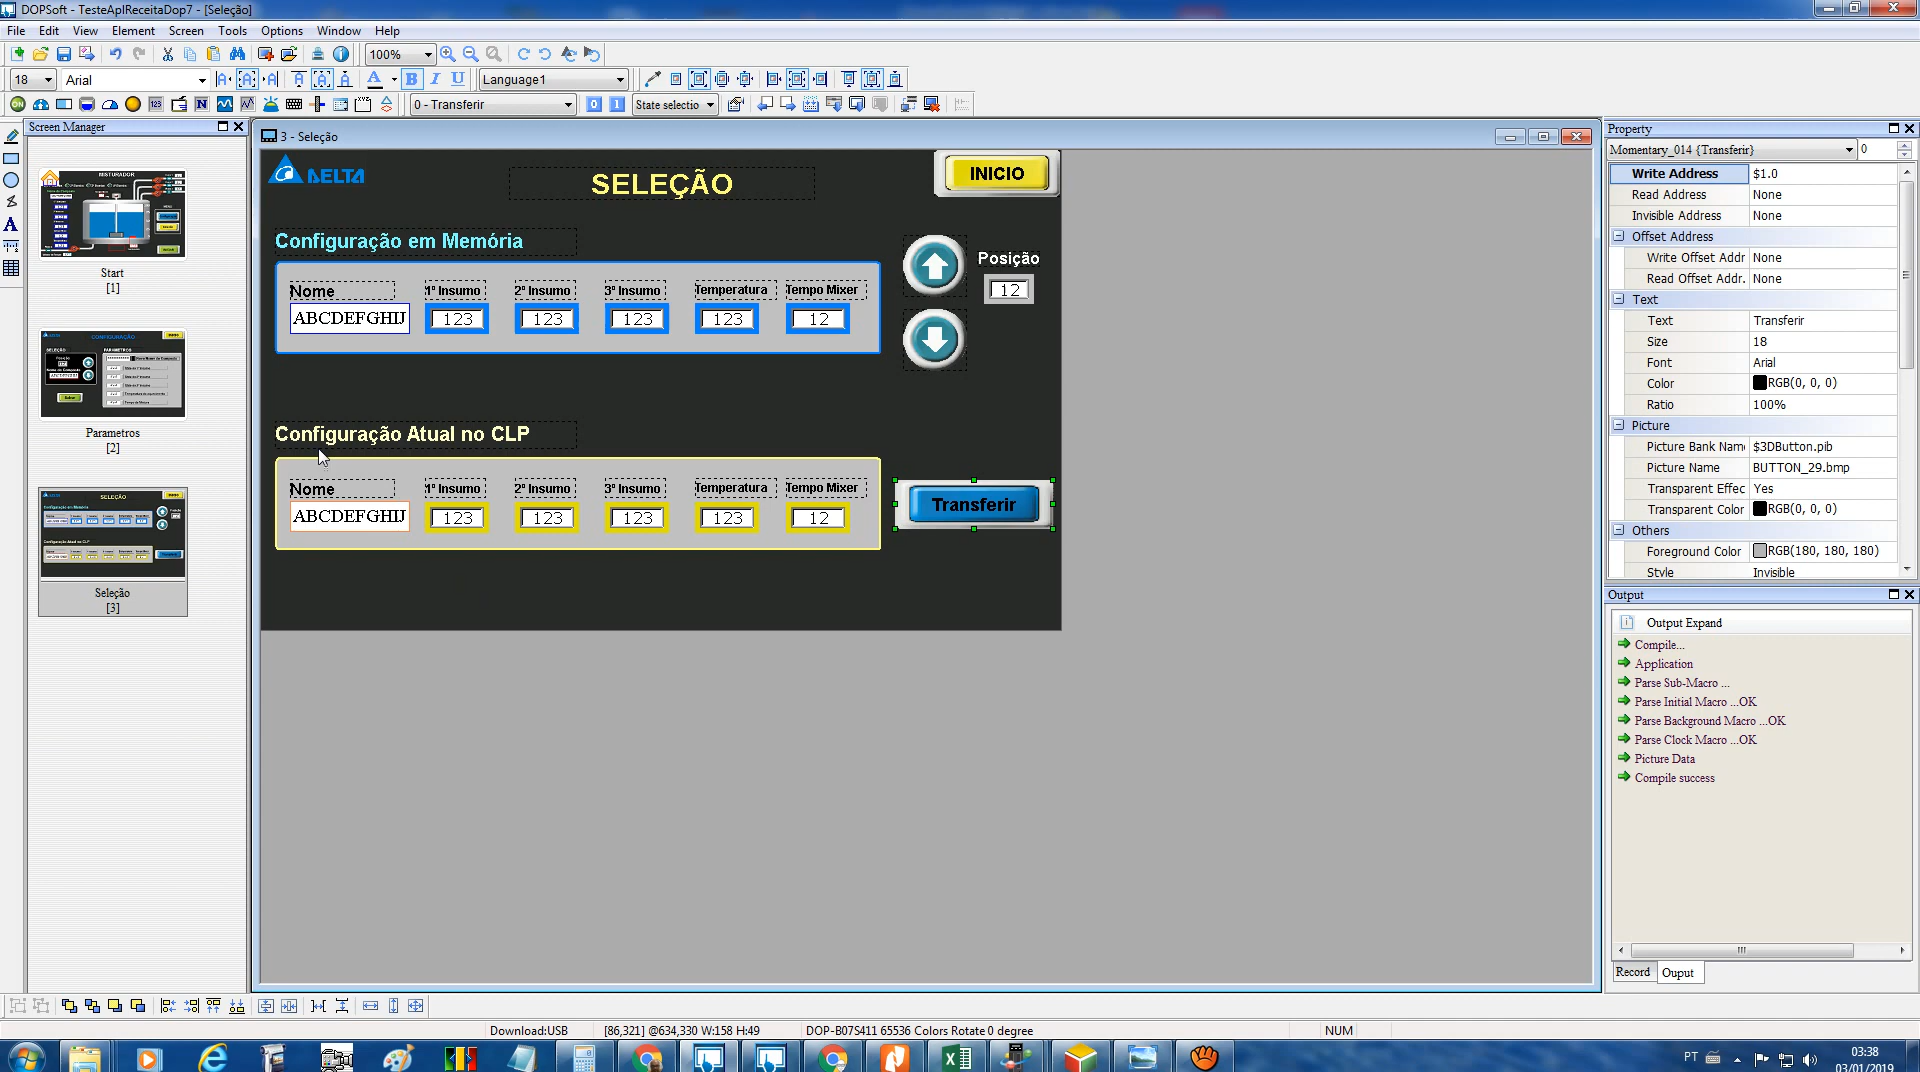 DOPSoft - TesteAplReceitaDop7 - [Seleção]
File Edit View Element Screen Tools Options Window Help
100%
18 Arial Language1
0 - Transferir State selectio
Screen Manager
MISTURADOR
Start
[1]
Parametros
[2]
SELEÇÃO
Seleção
[3]
3 - Seleção
DELTA
SELEÇÃO
INICIO
Configuração em Memória
Posição
12
Nome 1º Insumo 2º Insumo 3º Insumo Temperatura Tempo Mixer
ABCDEFGHIJ 123 123 123 123 12
Configuração Atual no CLP
Nome 1º Insumo 2º Insumo 3º Insumo Temperatura Tempo Mixer
ABCDEFGHIJ 123 123 123 123 12
Transferir
Property
Momentary_014 {Transferir} 0
Write Address $1.0
Read Address None
Invisible Address None
Offset Address
Write Offset Addr None
Read Offset Addr. None
Text
Text Transferir
Size 18
Font Arial
Color RGB(0, 0, 0)
Ratio 100%
Picture
Picture Bank Nam $3DButton.pib
Picture Name BUTTON_29.bmp
Transparent Effec Yes
Transparent Color RGB(0, 0, 0)
Others
Foreground Color RGB(180, 180, 180)
Style Invisible
Output
Output Expand
Compile...
Application
Parse Sub-Macro ...
Parse Initial Macro ...OK
Parse Background Macro ...OK
Parse Clock Macro ...OK
Picture Data
Compile success
Record Ouput
Download:USB [86,321] @634,330 W:158 H:49 DOP-B07S411 65536 Colors Rotate 0 degree NUM
PT 03:38
03/01/2019